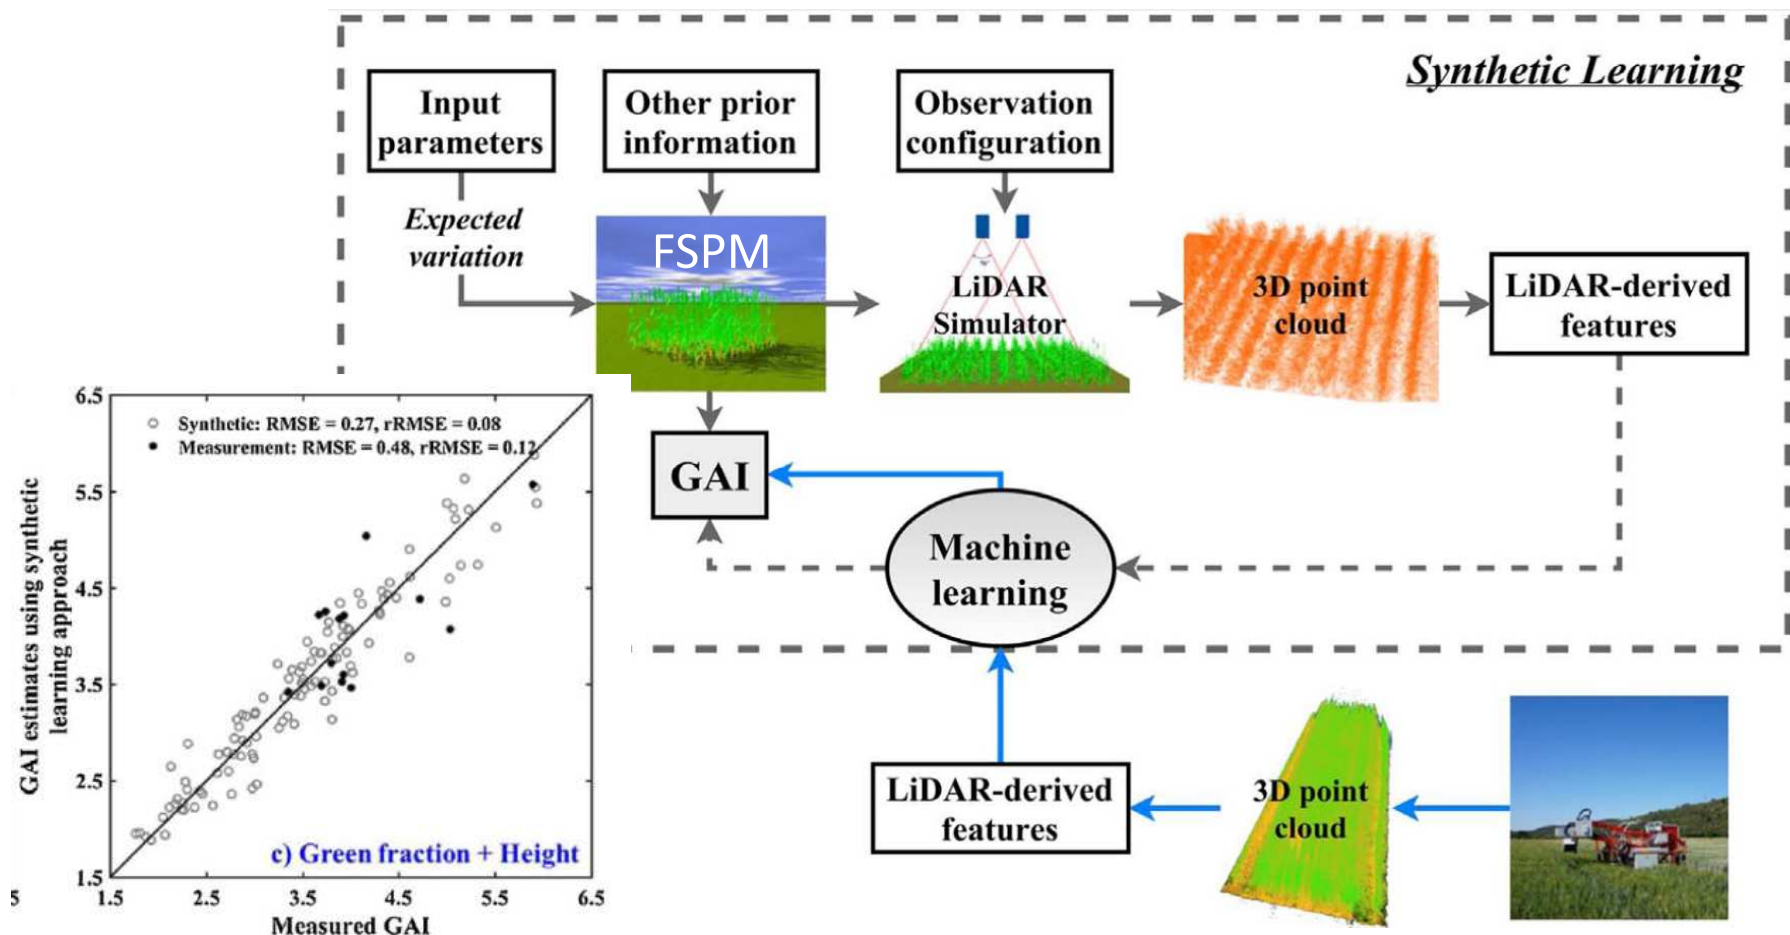 Synthetic Learning
Input
parameters
Other prior
information
Observation
configuration
Expected
variation
FSPM
LiDAR
Simulator
3D point
cloud
LiDAR-derived
features
GAI
Machine
learning
LiDAR-derived
features
3D point
cloud
6.5
5.5
4.5
3.5
2.5
1.5
GAI estimates using synthetic
learning approach
Synthetic: RMSE = 0.27, rRMSE = 0.08
Measurement: RMSE = 0.48, rRMSE = 0.12
c) Green fraction + Height
5
1.5 2.5 3.5 4.5 5.5 6.5
Measured GAI